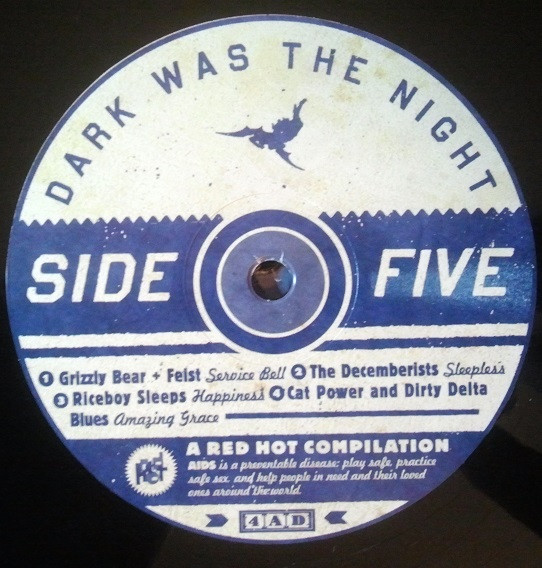 DARK WAS THE NIGHT
SIDE FIVE
1 Grizzly Bear + Feist Service Bell 2 The Decemberists Sleepless
3 Riceboy Sleeps Happiness 4 Cat Power and Dirty Delta
Blues Amazing Grace
A RED HOT COMPILATION
AIDS is a preventable disease: play safe, practice
safe sex, and help people in need and their loved
ones around the world.
4AD